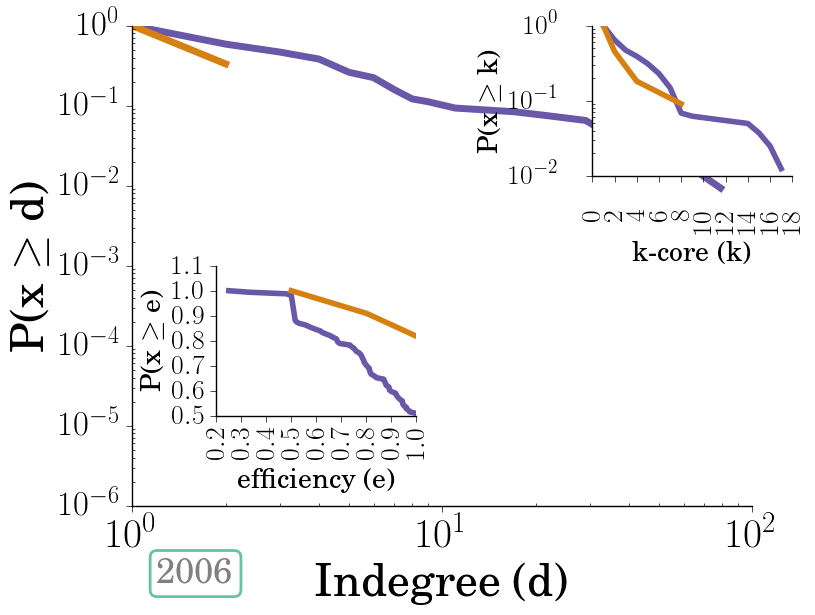 10^0
10^-1
10^-2
10^-3
10^-4
10^-5
10^-6
P(x ≥ d)
10^0 10^1 10^2
Indegree (d)
2006
10^0
10^-1
10^-2
P(x ≥ k)
0 2 4 6 8 10 12 14 16 18
k-core (k)
1.1
1.0
0.9
0.8
0.7
0.6
0.5
P(x ≥ e)
0.2 0.3 0.4 0.5 0.6 0.7 0.8 0.9 1.0
efficiency (e)